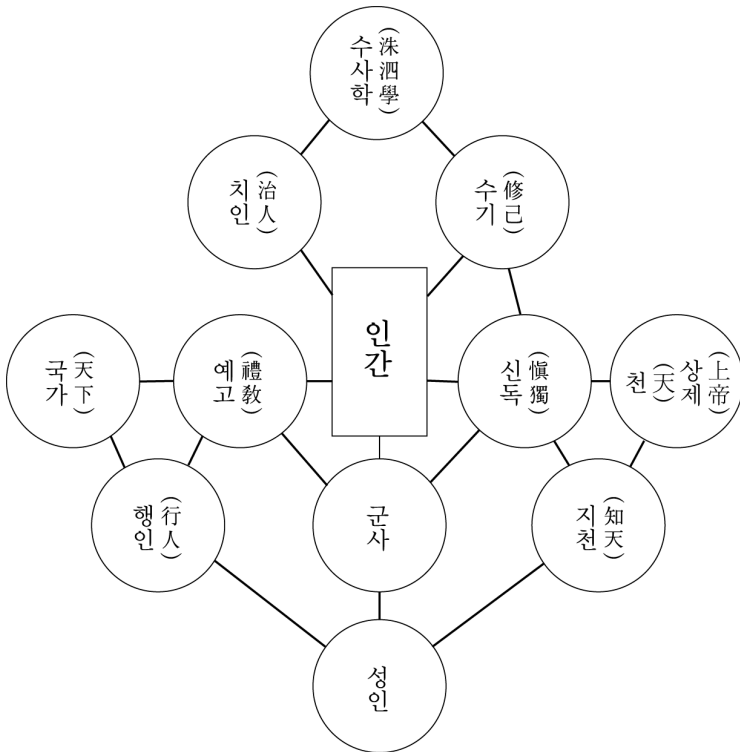 수사학
(洙泗學)
치인
(治人)
수기
(修己)
인간
국가
(天下)
예고
(禮敎)
신독
(愼獨)
천
(天)
상제
(上帝)
행인
(行人)
군사
지천
(知天)
성인